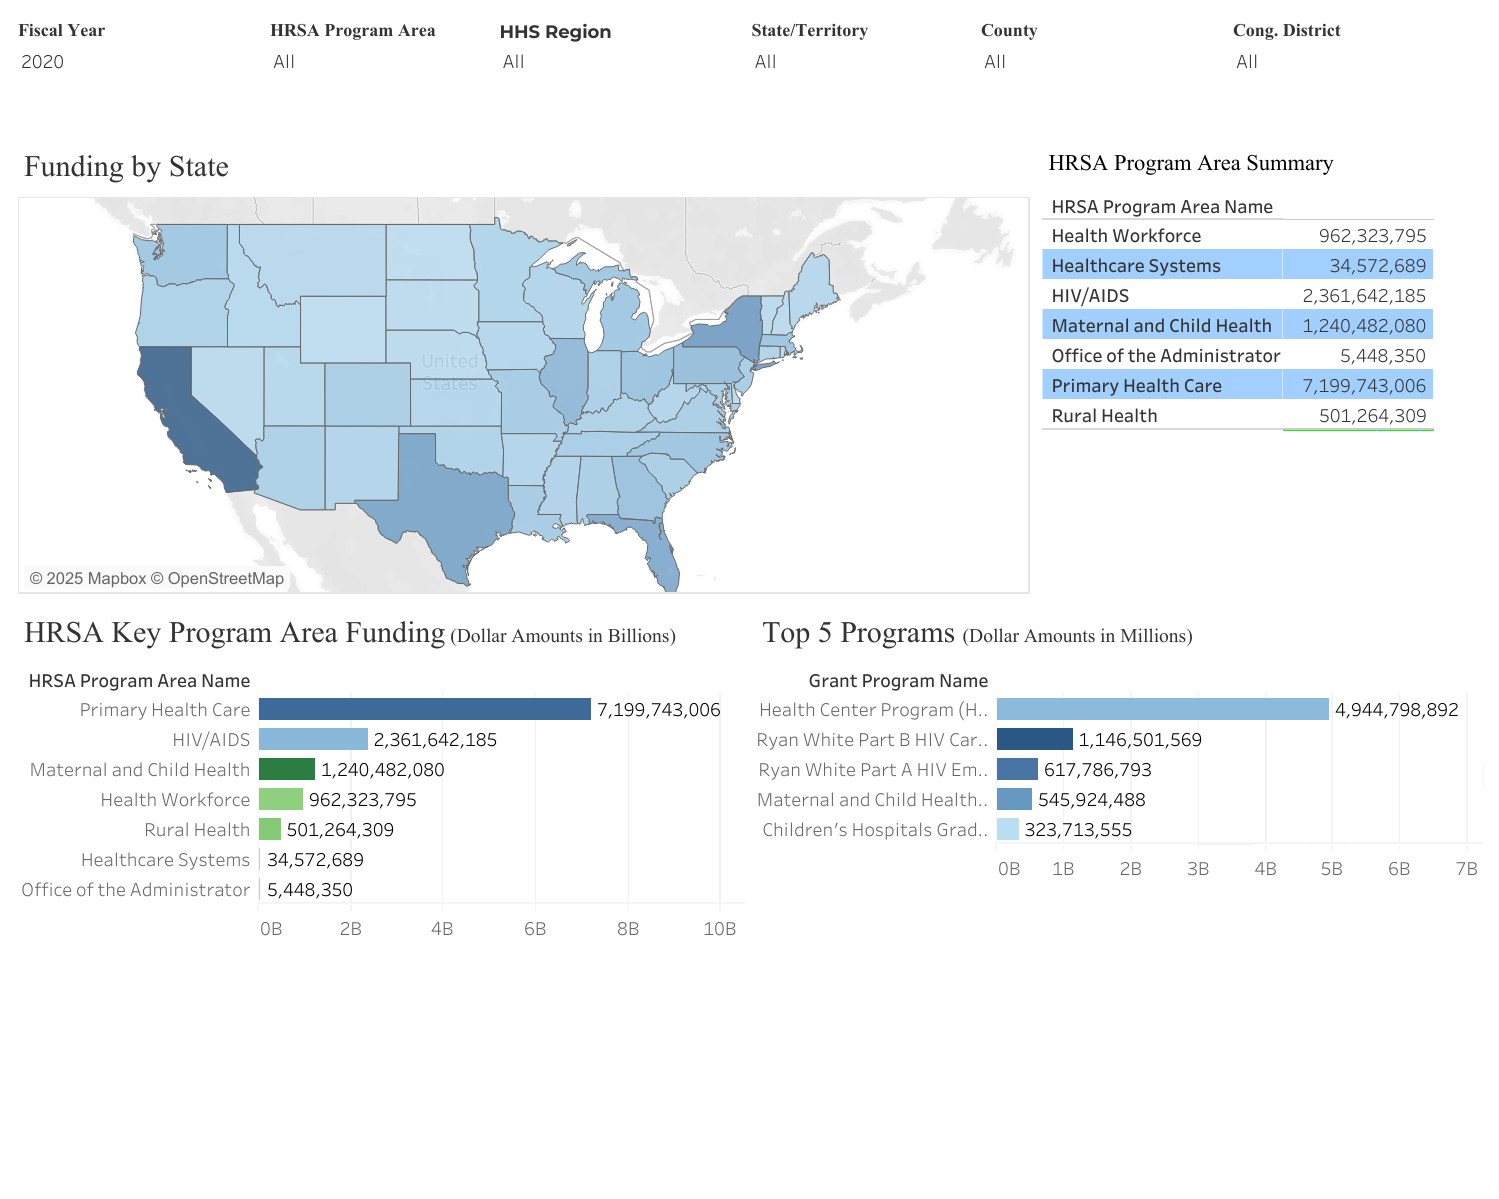 Fiscal Year HRSA Program Area HHS Region State/Territory County Cong. District
2020 All All All All All
Funding by State
United
States
© 2025 Mapbox © OpenStreetMap
HRSA Program Area Summary
HRSA Program Area Name
Health Workforce 962,323,795
Healthcare Systems 34,572,689
HIV/AIDS 2,361,642,185
Maternal and Child Health 1,240,482,080
Office of the Administrator 5,448,350
Primary Health Care 7,199,743,006
Rural Health 501,264,309
HRSA Key Program Area Funding (Dollar Amounts in Billions)
HRSA Program Area Name
Primary Health Care 7,199,743,006
HIV/AIDS 2,361,642,185
Maternal and Child Health 1,240,482,080
Health Workforce 962,323,795
Rural Health 501,264,309
Healthcare Systems 34,572,689
Office of the Administrator 5,448,350
0B 2B 4B 6B 8B 10B
Top 5 Programs (Dollar Amounts in Millions)
Grant Program Name
Health Center Program (H.. 4,944,798,892
Ryan White Part B HIV Car.. 1,146,501,569
Ryan White Part A HIV Em.. 617,786,793
Maternal and Child Health.. 545,924,488
Children's Hospitals Grad.. 323,713,555
0B 1B 2B 3B 4B 5B 6B 7B